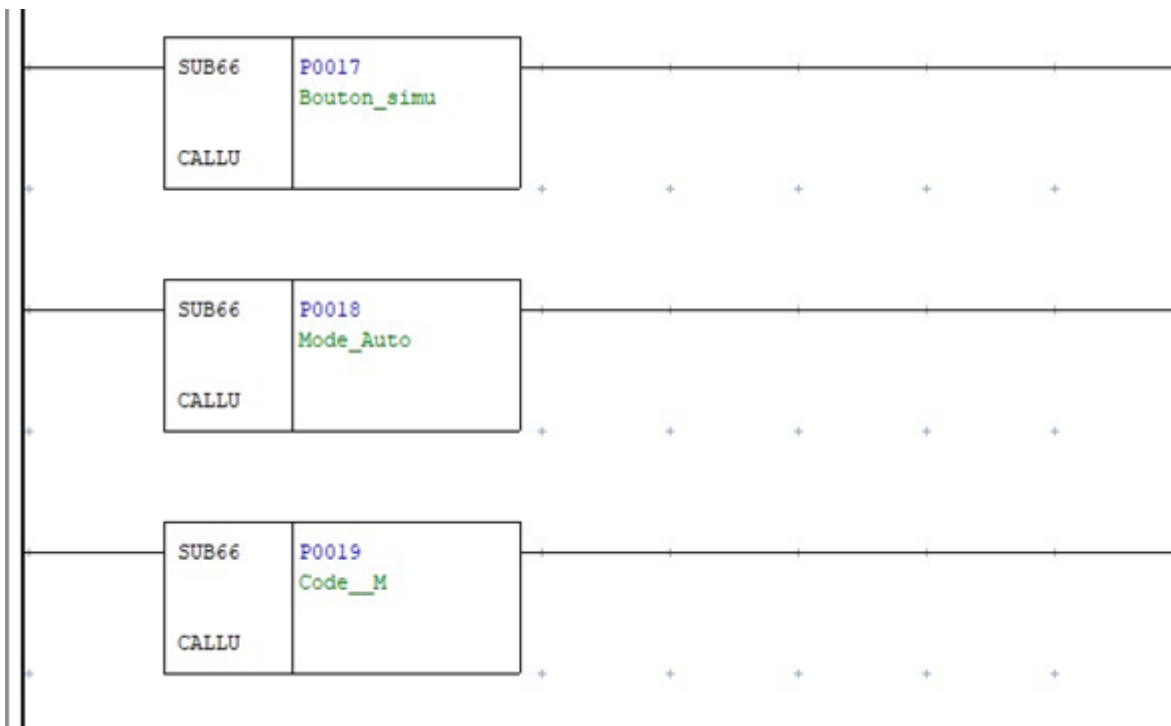 SUB66 P0017
Bouton_simu
CALLU
SUB66 P0018
Mode_Auto
CALLU
SUB66 P0019
Code__M
CALLU